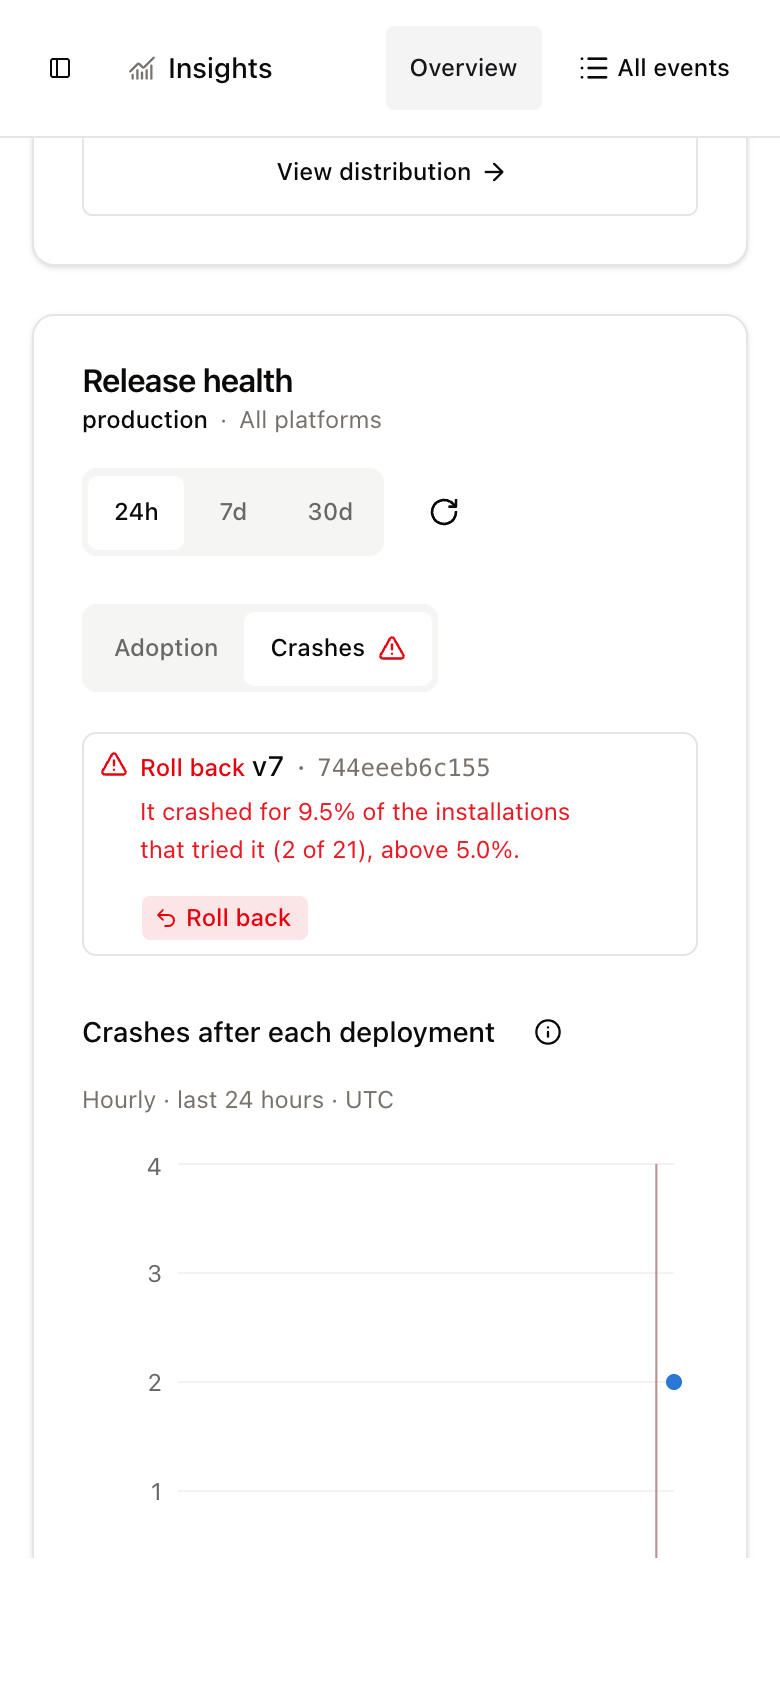 Insights
Overview
All events
View distribution →
Release health
production · All platforms
24h 7d 30d
Adoption Crashes
Roll back v7 · 744eeeb6c155
It crashed for 9.5% of the installations
that tried it (2 of 21), above 5.0%.
Roll back
Crashes after each deployment
Hourly · last 24 hours · UTC
4
3
2
1